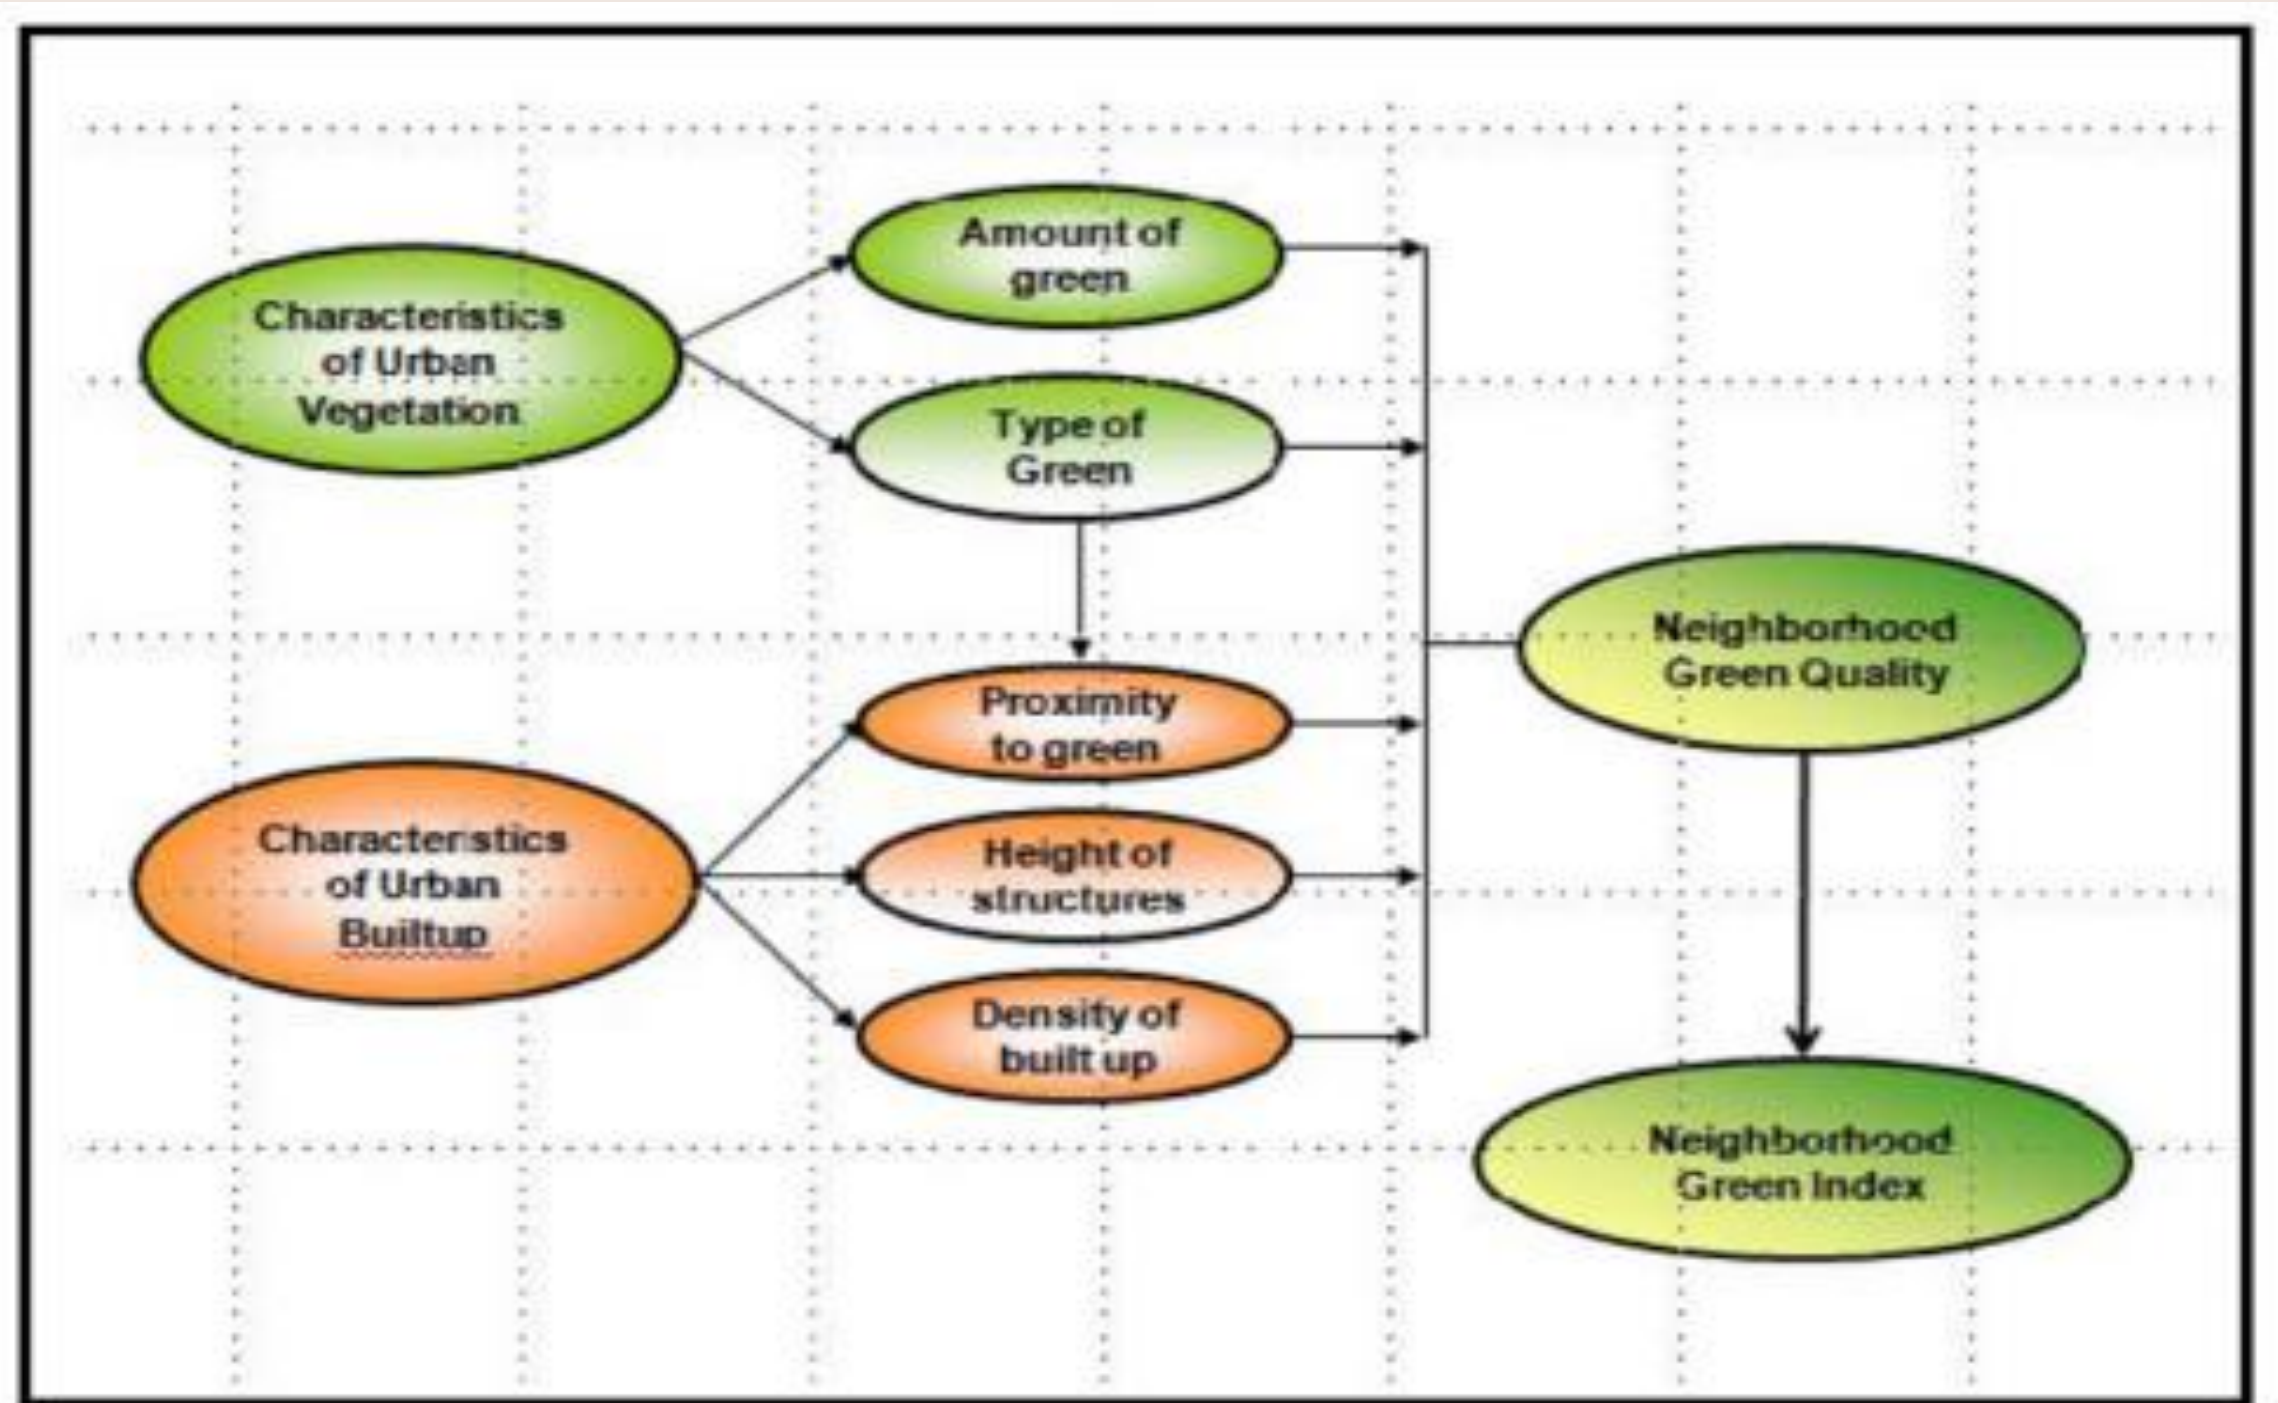 Amount of
green
Characteristics
of Urban
Vegetation
Type of
Green
Neighborhood
Green Quality
Proximity
to green
Characteristics
of Urban
Builtup
Height of
structures
Density of
built up
Neighborhood
Green Index